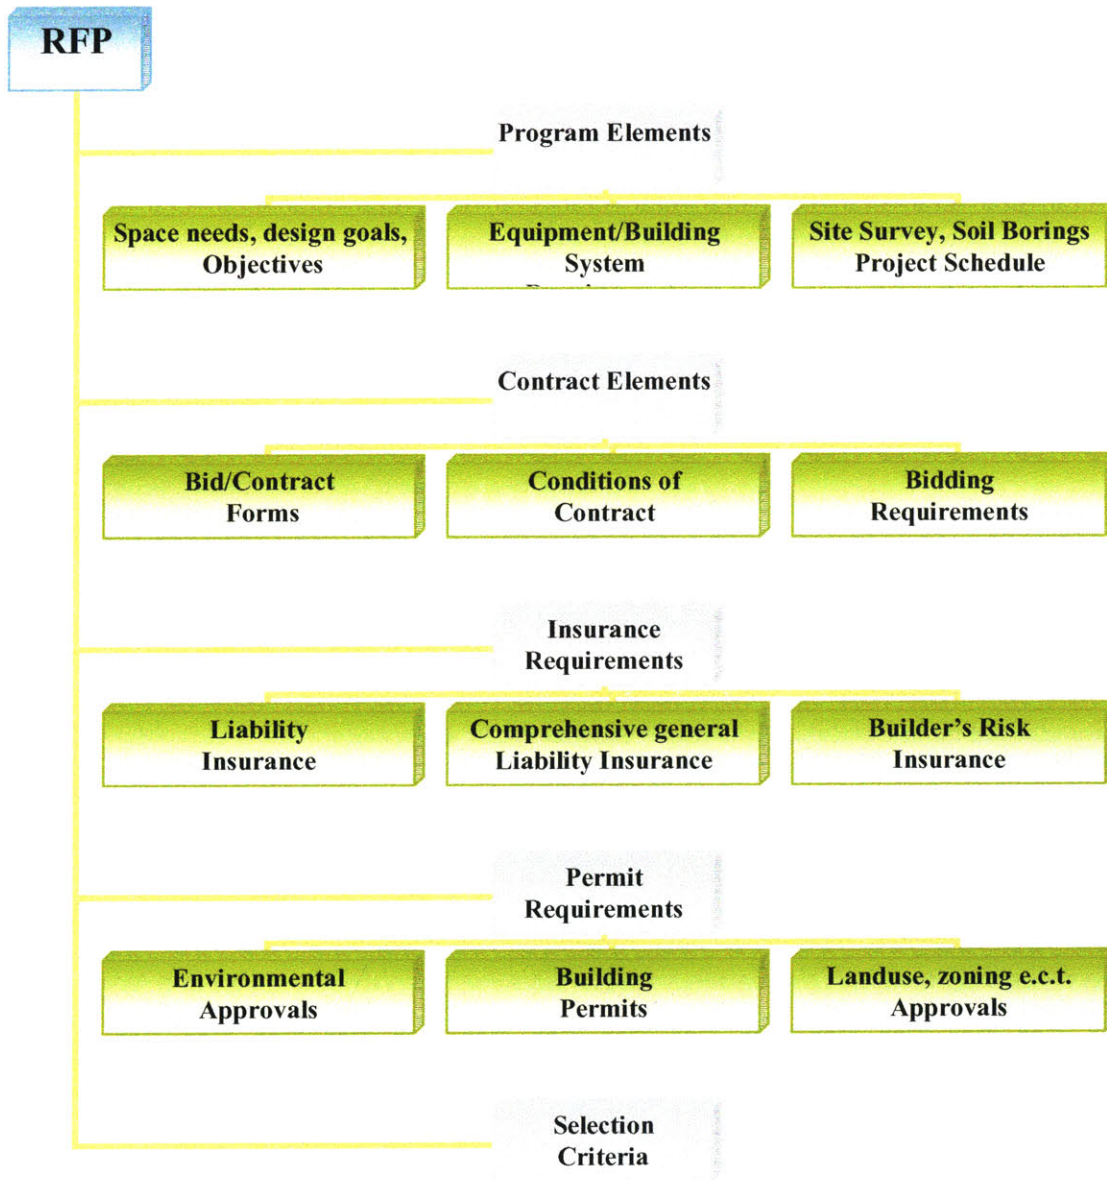 RFP
Program Elements
Space needs, design goals,
Objectives
Equipment/Building
System
Site Survey, Soil Borings
Project Schedule
Contract Elements
Bid/Contract
Forms
Conditions of
Contract
Bidding
Requirements
Insurance
Requirements
Liability
Insurance
Comprehensive general
Liability Insurance
Builder's Risk
Insurance
Permit
Requirements
Environmental
Approvals
Building
Permits
Landuse, zoning e.c.t.
Approvals
Selection
Criteria